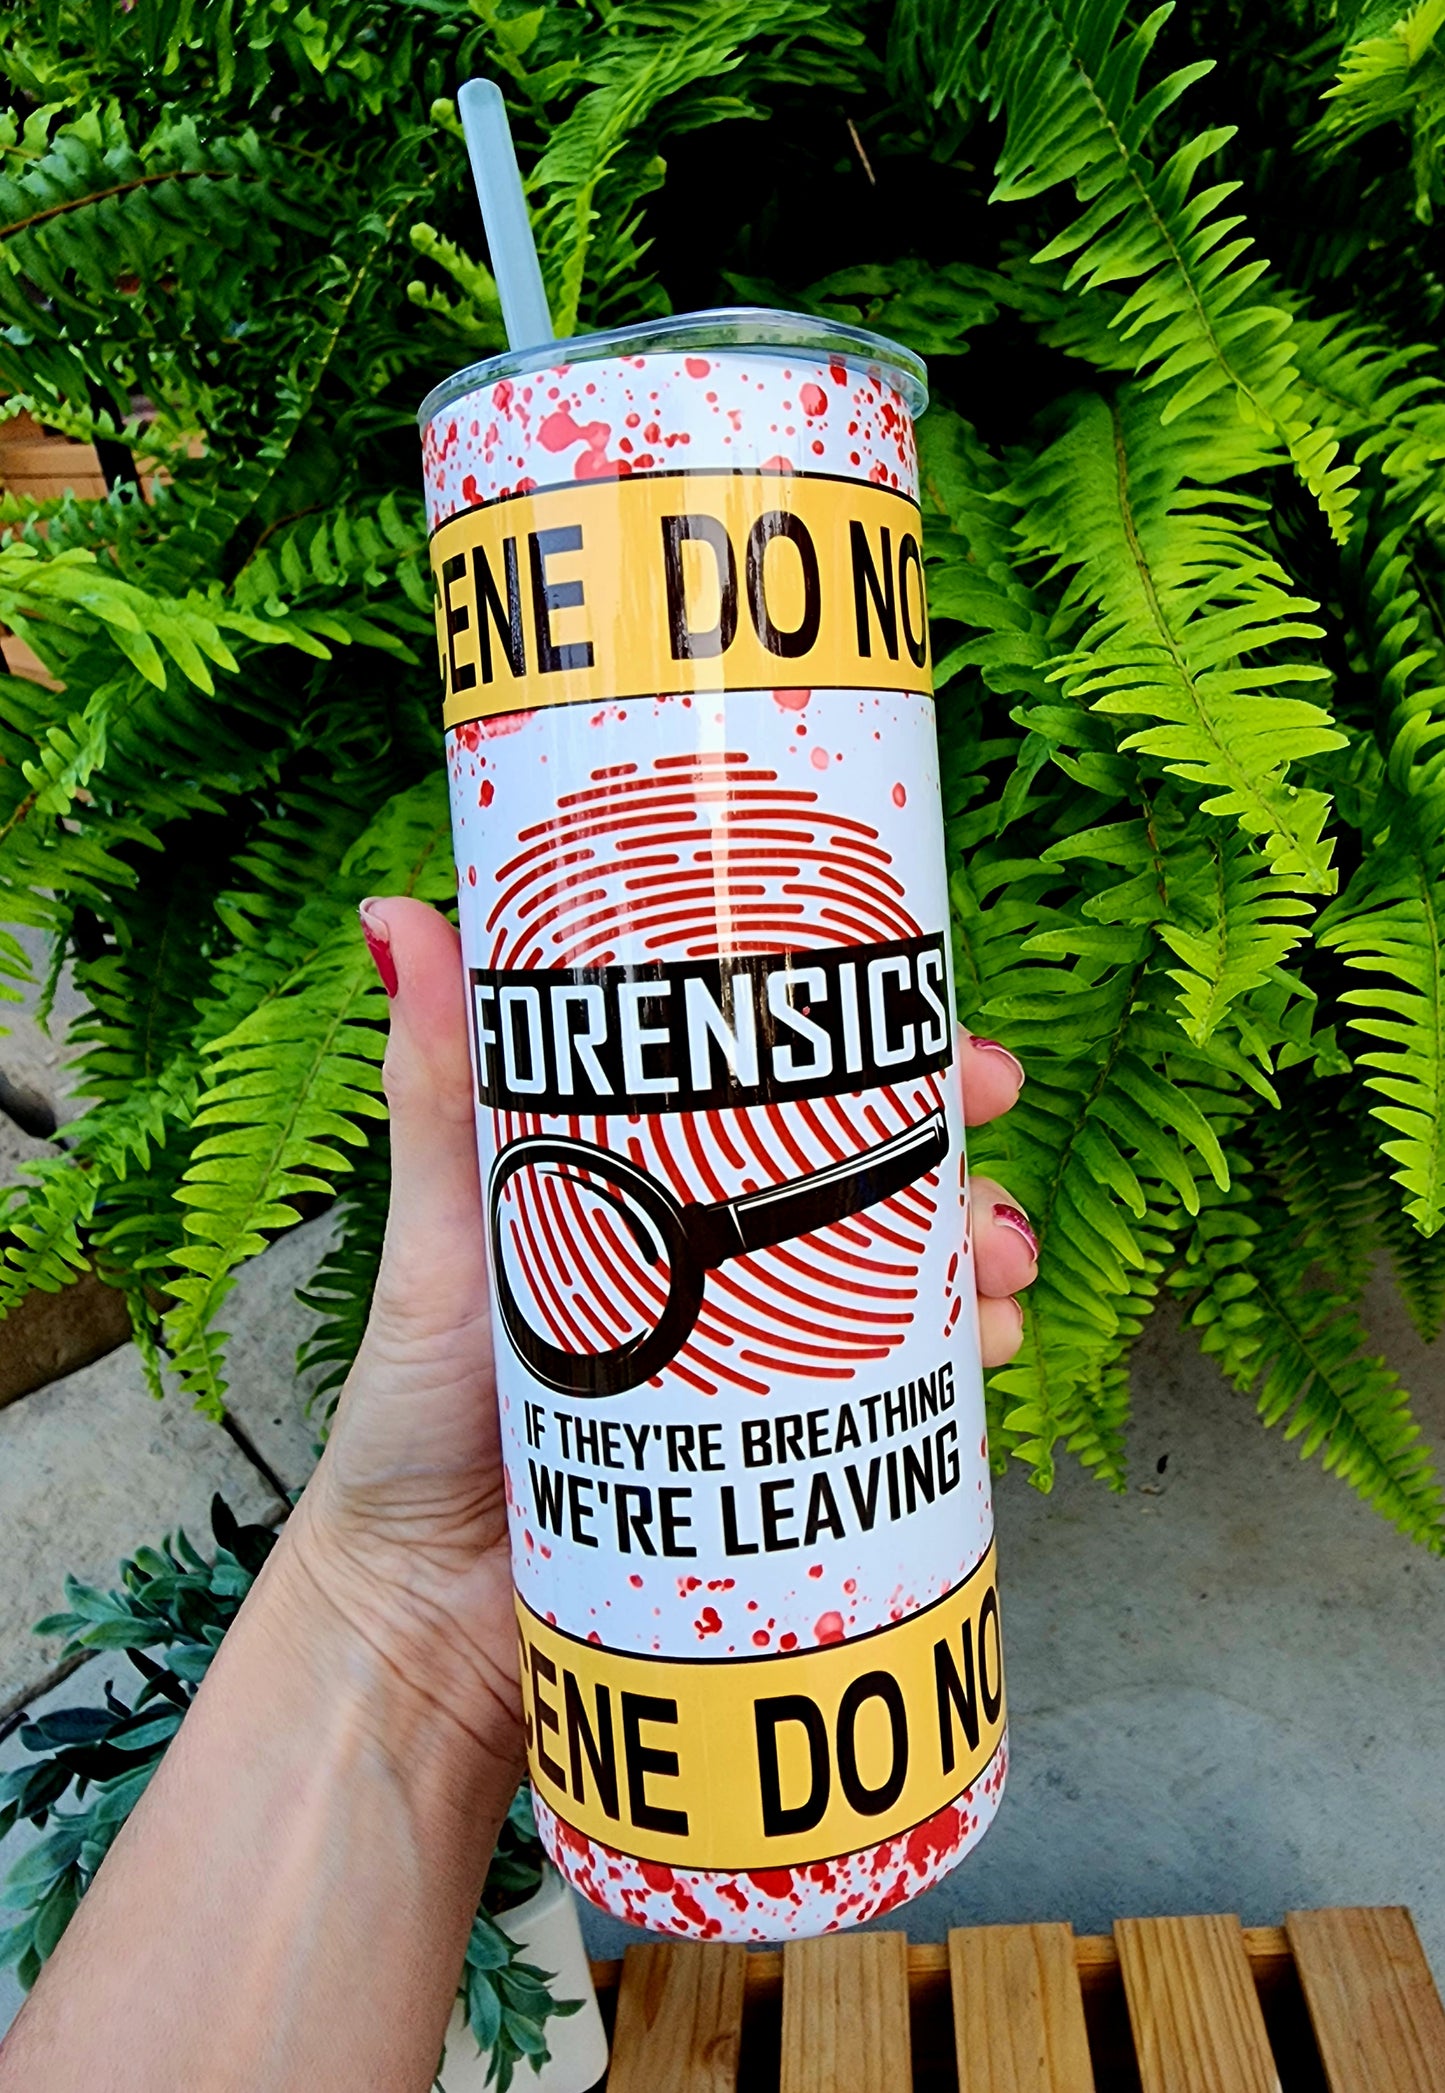 CENE DO NO
FORENSICS
IF THEY'RE BREATHING
WE'RE LEAVING
CENE DO NO